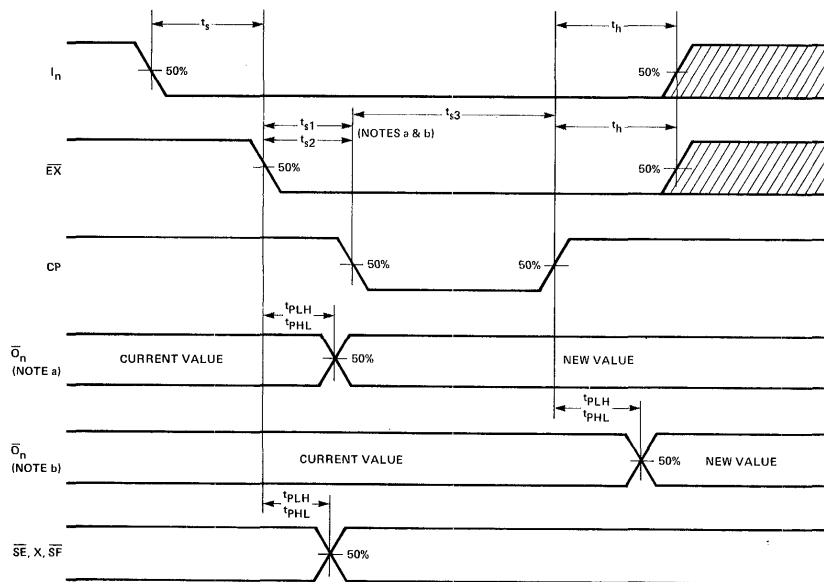 ts
th
In
50%
50%
ts1
ts2
ts3
(NOTES a & b)
th
EX
50%
50%
CP
50%
50%
tPLH
tPHL
On
(NOTE a)
CURRENT VALUE
50%
NEW VALUE
tPLH
tPHL
On
(NOTE b)
CURRENT VALUE
50%
NEW VALUE
tPLH
tPHL
SE, X, SF
50%